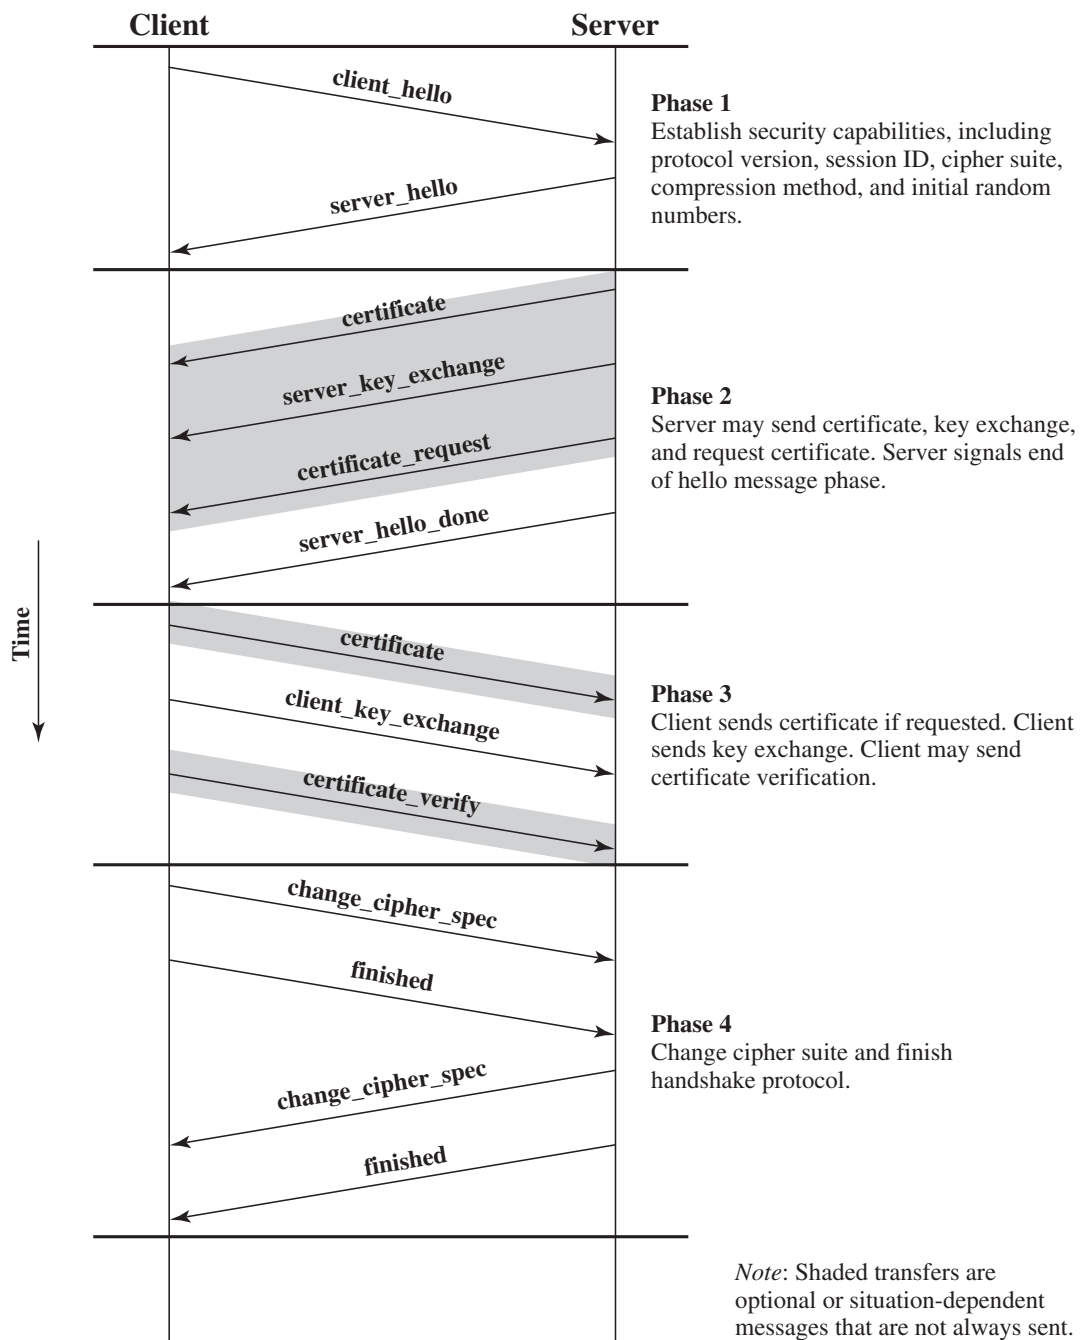 Client
Server
client_hello
server_hello
Phase 1
Establish security capabilities, including
protocol version, session ID, cipher suite,
compression method, and initial random
numbers.
certificate
server_key_exchange
certificate_request
server_hello_done
Phase 2
Server may send certificate, key exchange,
and request certificate. Server signals end
of hello message phase.
Time
certificate
client_key_exchange
certificate_verify
Phase 3
Client sends certificate if requested. Client
sends key exchange. Client may send
certificate verification.
change_cipher_spec
finished
change_cipher_spec
finished
Phase 4
Change cipher suite and finish
handshake protocol.
Note: Shaded transfers are
optional or situation-dependent
messages that are not always sent.